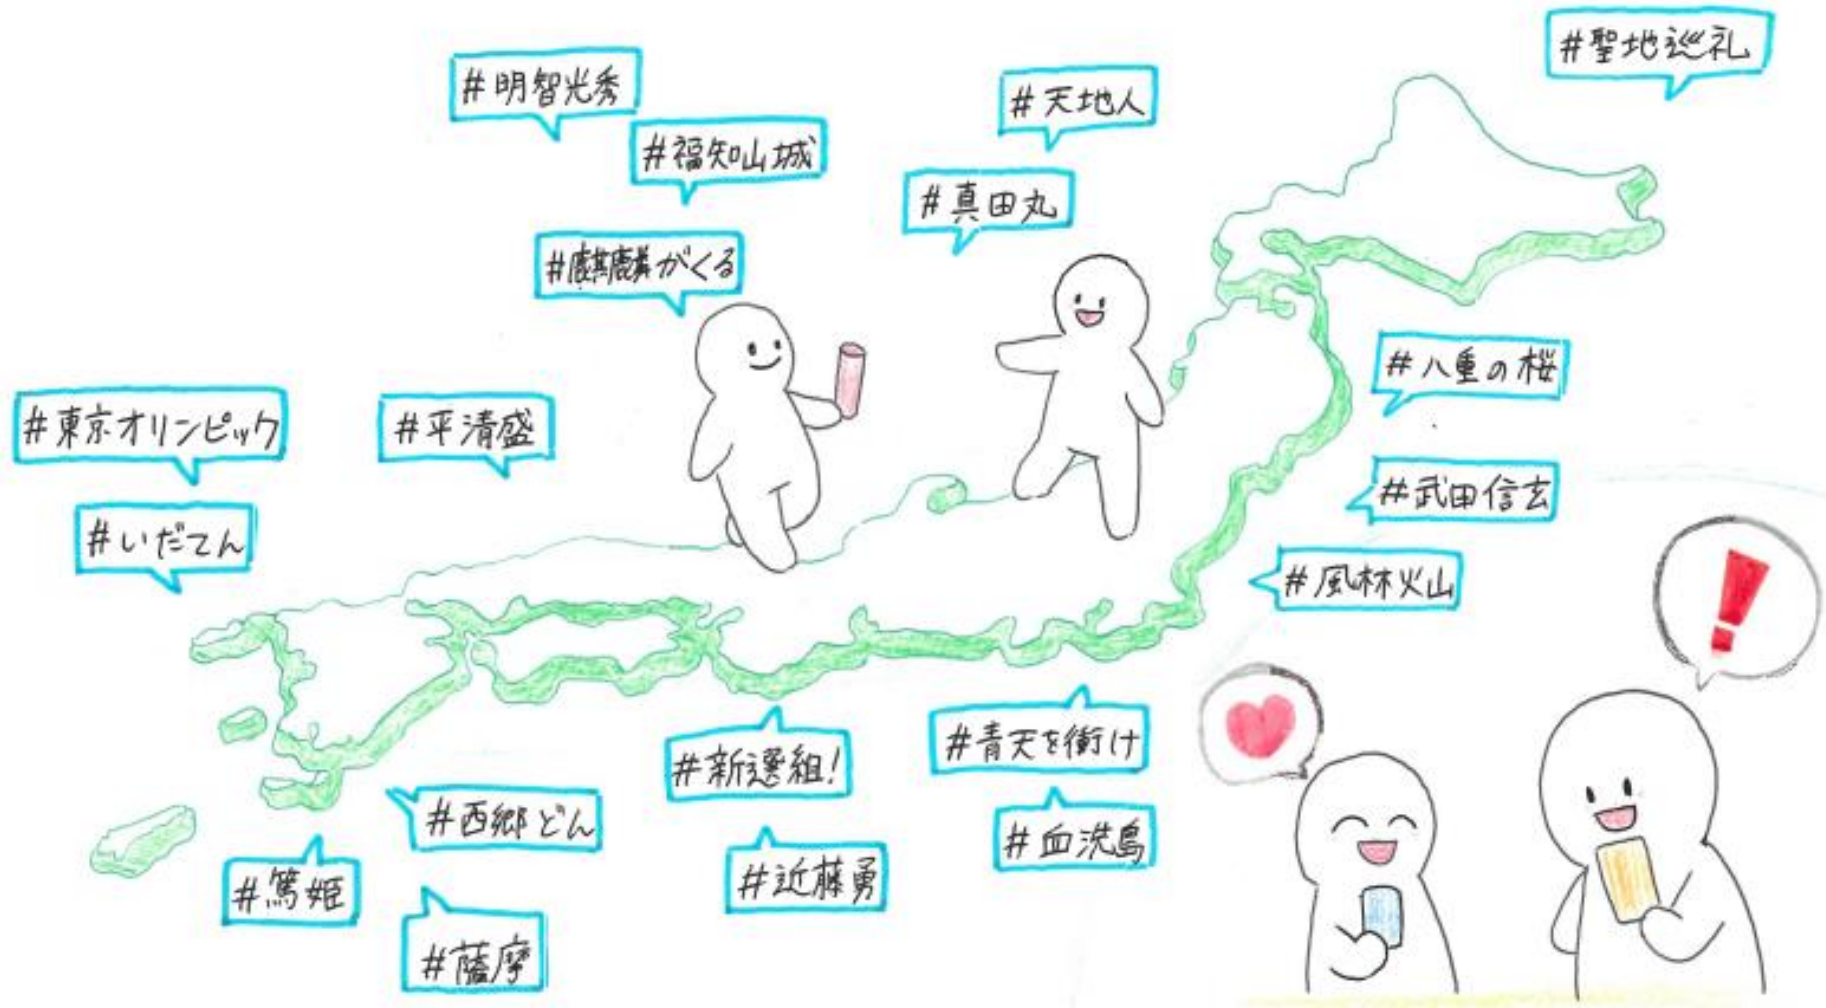 #聖地巡礼
#明智光秀
#天地人
#福知山城
#真田丸
#麒麟がくる
#八重の桜
#東京オリンピック
#平清盛
#武田信玄
#いだてん
#風林火山
#新選組!
#青天を衝け
#西郷どん
#血洗島
#篤姫
#近藤勇
#薩摩